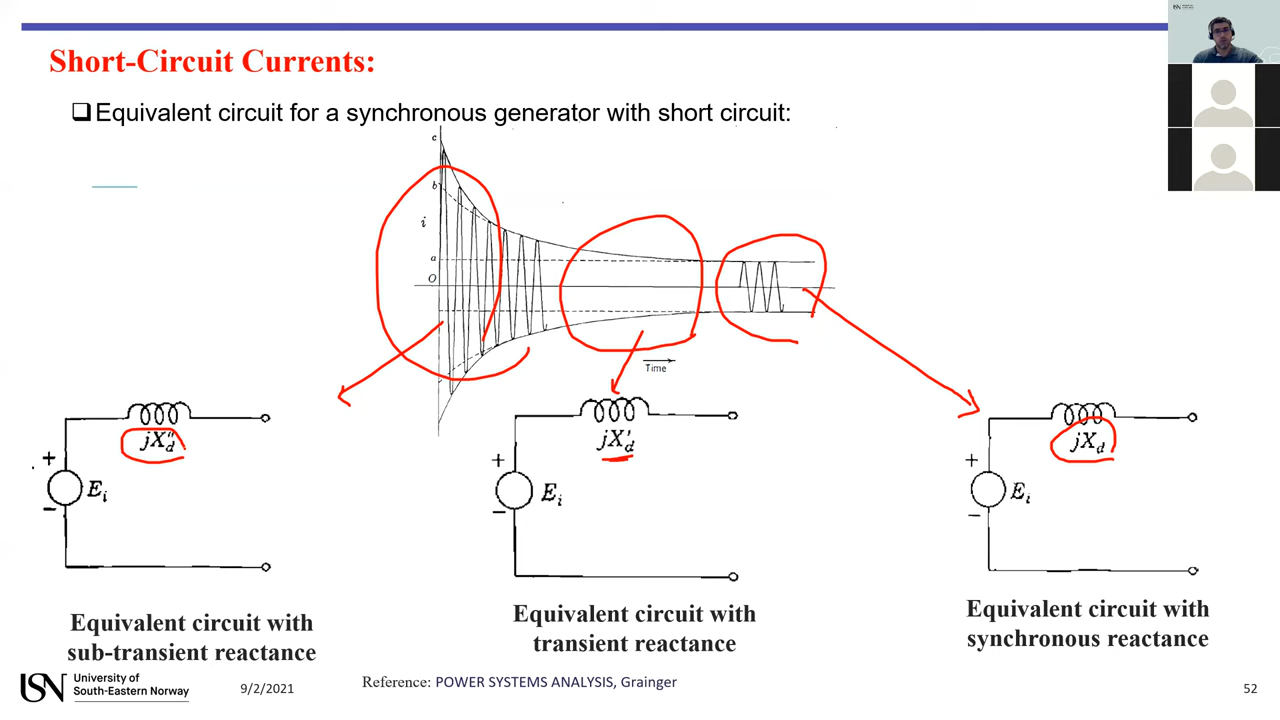 Short-Circuit Currents:
Equivalent circuit for a synchronous generator with short circuit:
c
b
i
a
O
Time
jX"d
+
Ei
−
Equivalent circuit with
sub-transient reactance
jX'd
+
Ei
−
Equivalent circuit with
transient reactance
jXd
+
Ei
−
Equivalent circuit with
synchronous reactance
USN
University of
South-Eastern Norway
9/2/2021
Reference: POWER SYSTEMS ANALYSIS, Grainger
52